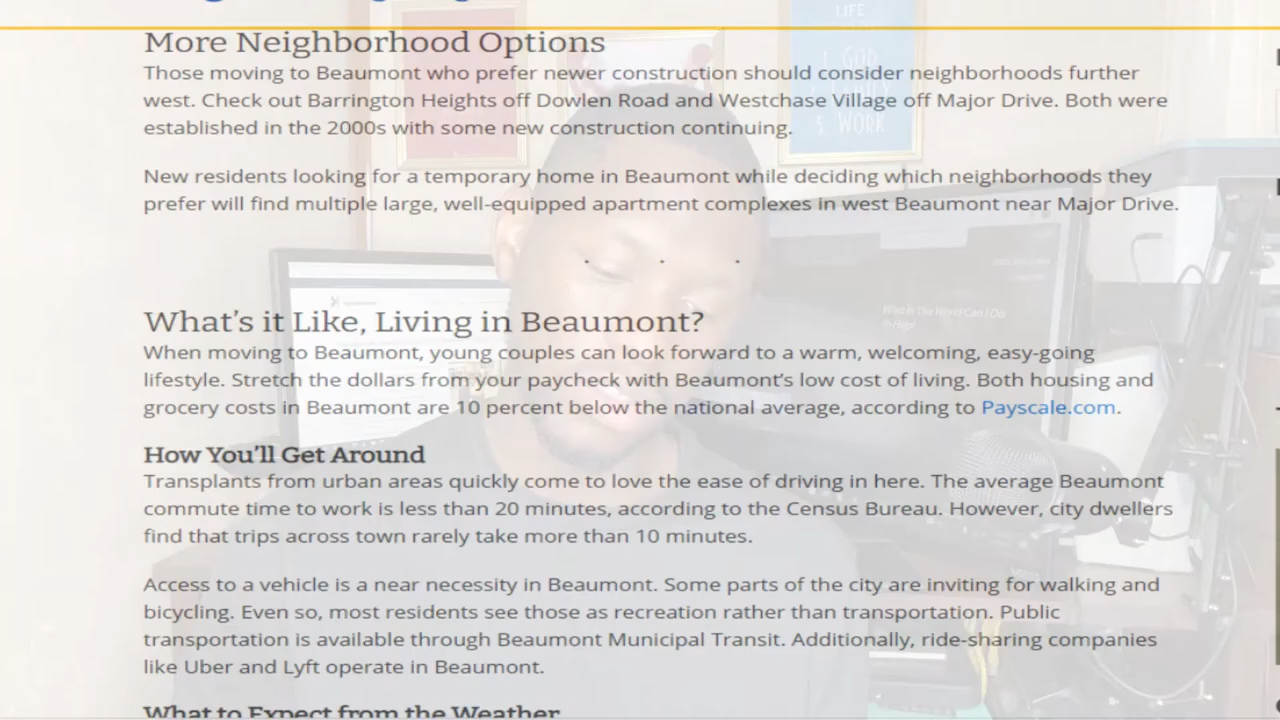 LIFE
More Neighborhood Options
Those moving to Beaumont who prefer newer construction should consider neighborhoods further
west. Check out Barrington Heights off Dowlen Road and Westchase Village off Major Drive. Both were
established in the 2000s with some new construction continuing.
& WORK
New residents looking for a temporary home in Beaumont while deciding which neighborhoods they
prefer will find multiple large, well-equipped apartment complexes in west Beaumont near Major Drive.
. . .
What's it Like, Living in Beaumont?
When moving to Beaumont, young couples can look forward to a warm, welcoming, easy-going
lifestyle. Stretch the dollars from your paycheck with Beaumont's low cost of living. Both housing and
grocery costs in Beaumont are 10 percent below the national average, according to Payscale.com.
How You'll Get Around
Transplants from urban areas quickly come to love the ease of driving in here. The average Beaumont
commute time to work is less than 20 minutes, according to the Census Bureau. However, city dwellers
find that trips across town rarely take more than 10 minutes.
Access to a vehicle is a near necessity in Beaumont. Some parts of the city are inviting for walking and
bicycling. Even so, most residents see those as recreation rather than transportation. Public
transportation is available through Beaumont Municipal Transit. Additionally, ride-sharing companies
like Uber and Lyft operate in Beaumont.
What to Expect from the Weather